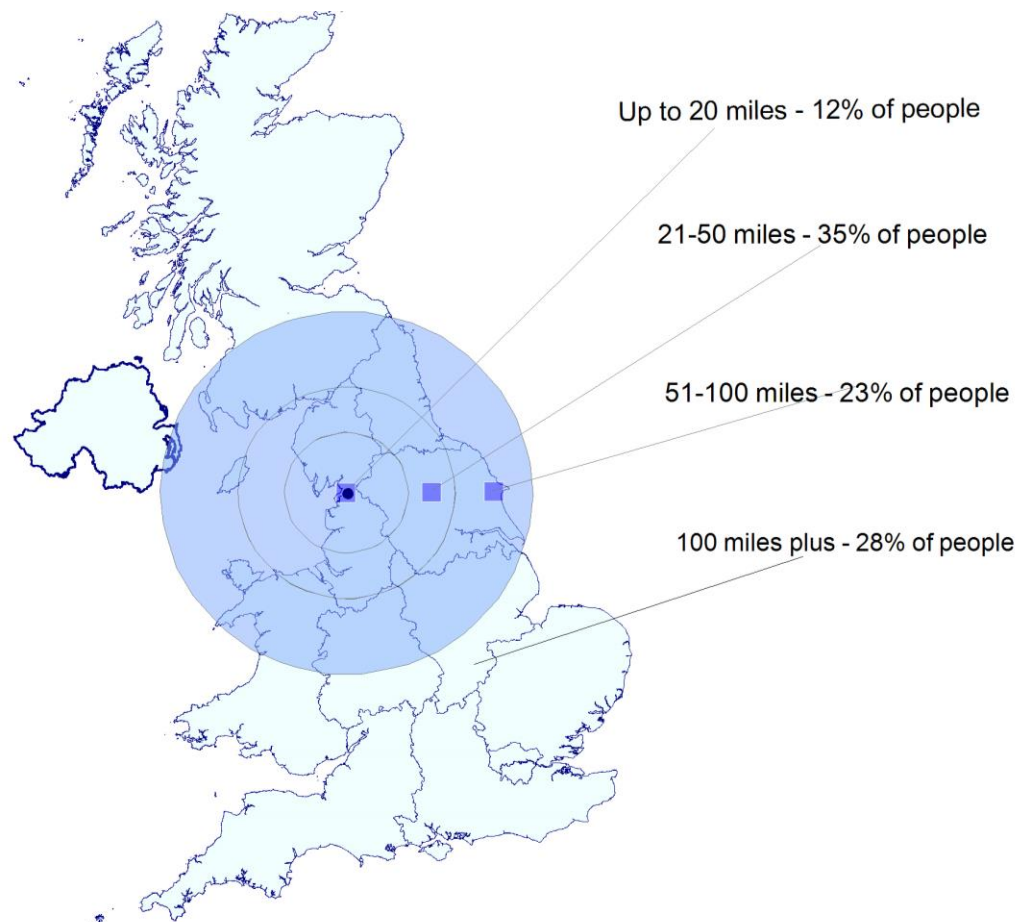 Up to 20 miles - 12% of people
21-50 miles - 35% of people
51-100 miles - 23% of people
100 miles plus - 28% of people